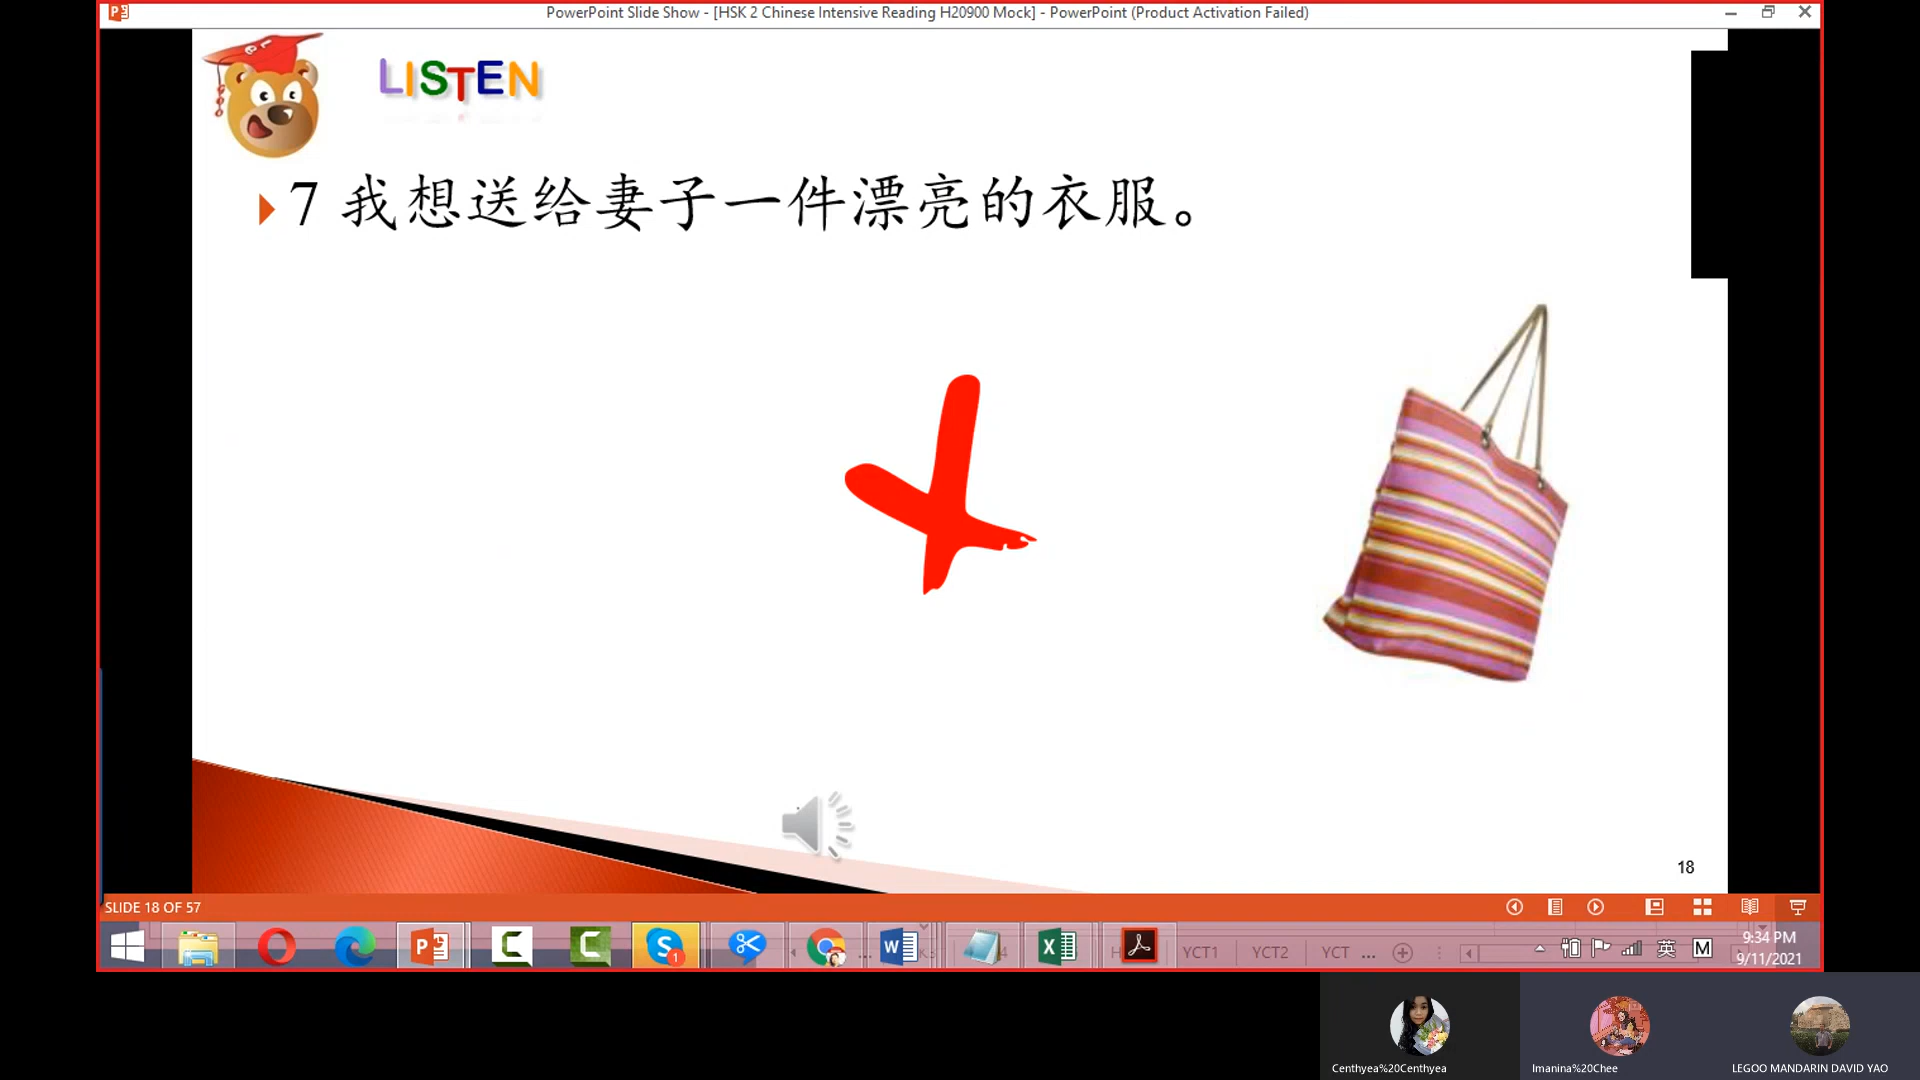 PowerPoint Slide Show - [HSK 2 Chinese Intensive Reading H20900 Mock] - PowerPoint (Product Activation Failed)
LISTEN
7 我想送给妻子一件漂亮的衣服。
18
SLIDE 18 OF 57
YCT1 YCT2 YCT ...
英 M
9:34 PM
9/11/2021
Centhyea%20Centhyea
Imanina%20Chee
LEGOO MANDARIN DAVID YAO